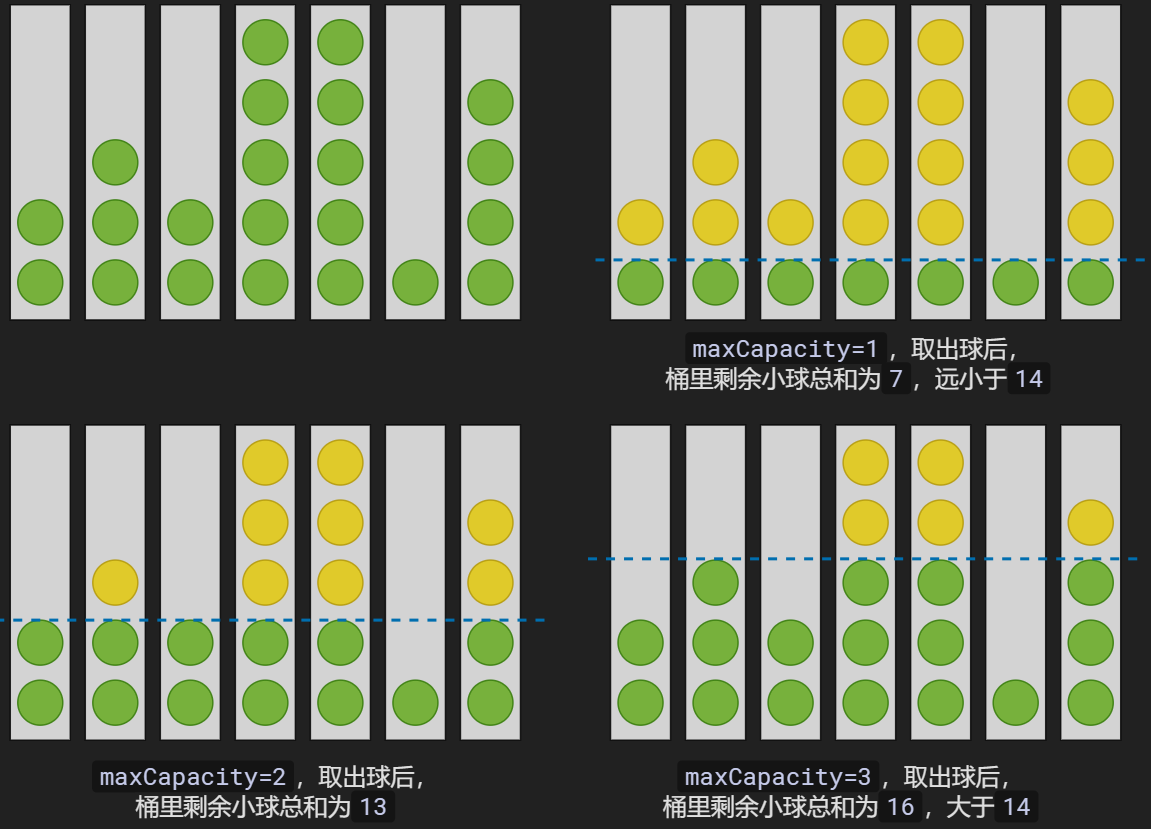 maxCapacity=1，取出球后，
桶里剩余小球总和为 7，远小于 14
maxCapacity=2，取出球后，
桶里剩余小球总和为 13
maxCapacity=3，取出球后，
桶里剩余小球总和为 16，大于 14